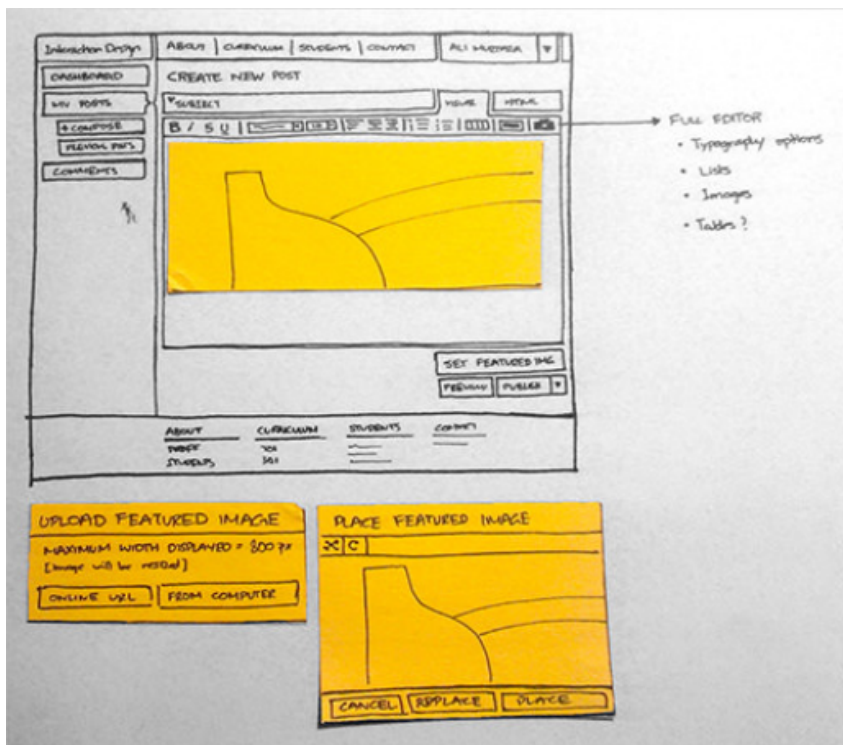 Interaction Design
ABOUT | CURRICULUM | STUDENTS | CONTACT
ALI MURTAZA
DASHBOARD
CREATE NEW POST
MY POSTS
*SUBJECT
VISUAL
HTML
+ COMPOSE
B I S U
FULL EDITOR
• Typography options
• Lists
• Images
• Tables?
COMMENTS
SET FEATURED IMG
PREVIEW
PUBLISH
ABOUT CURRICULUM STUDENTS CONTACT
101
STUDENTS
UPLOAD FEATURED IMAGE
MAXIMUM WIDTH DISPLAYED = 800 px
[image will be resized]
ONLINE URL
FROM COMPUTER
PLACE FEATURED IMAGE
C
CANCEL
REPLACE
PLACE